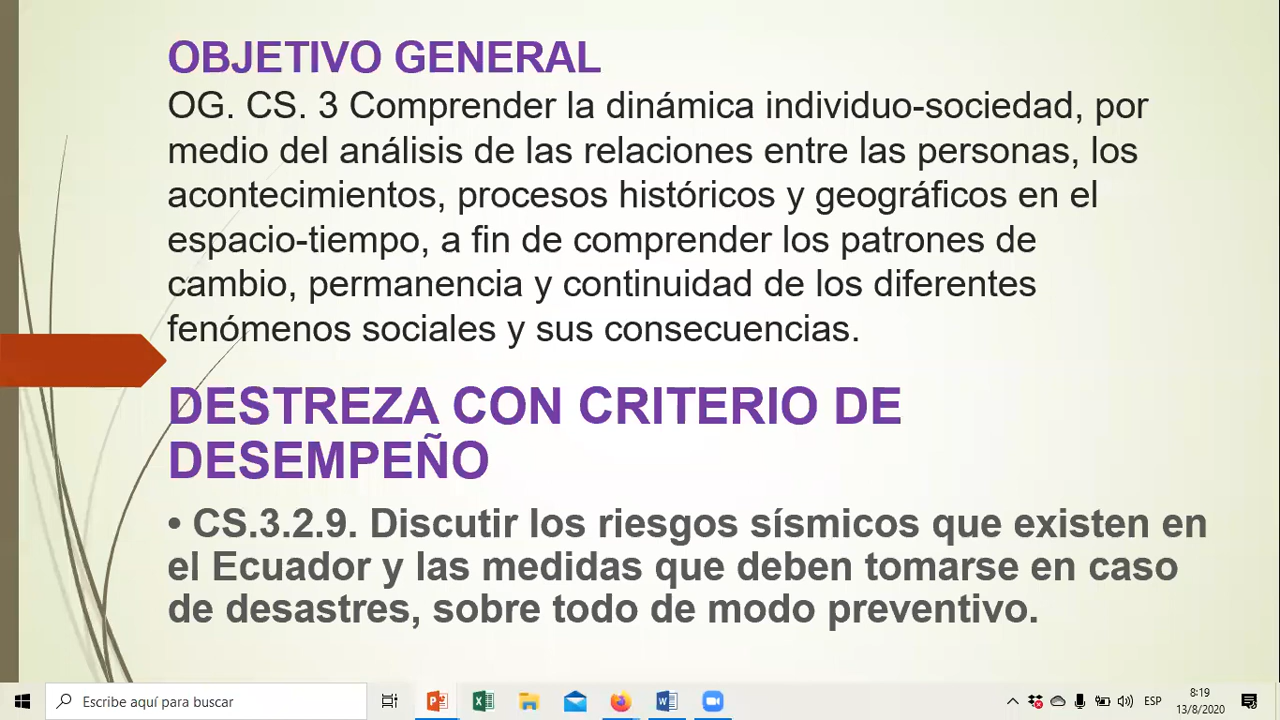 OBJETIVO GENERAL
OG. CS. 3 Comprender la dinámica individuo-sociedad, por
medio del análisis de las relaciones entre las personas, los
acontecimientos, procesos históricos y geográficos en el
espacio-tiempo, a fin de comprender los patrones de
cambio, permanencia y continuidad de los diferentes
fenómenos sociales y sus consecuencias.
DESTREZA CON CRITERIO DE
DESEMPEÑO
• CS.3.2.9. Discutir los riesgos sísmicos que existen en
el Ecuador y las medidas que deben tomarse en caso
de desastres, sobre todo de modo preventivo.
Escribe aquí para buscar
ESP
8:19
13/8/2020